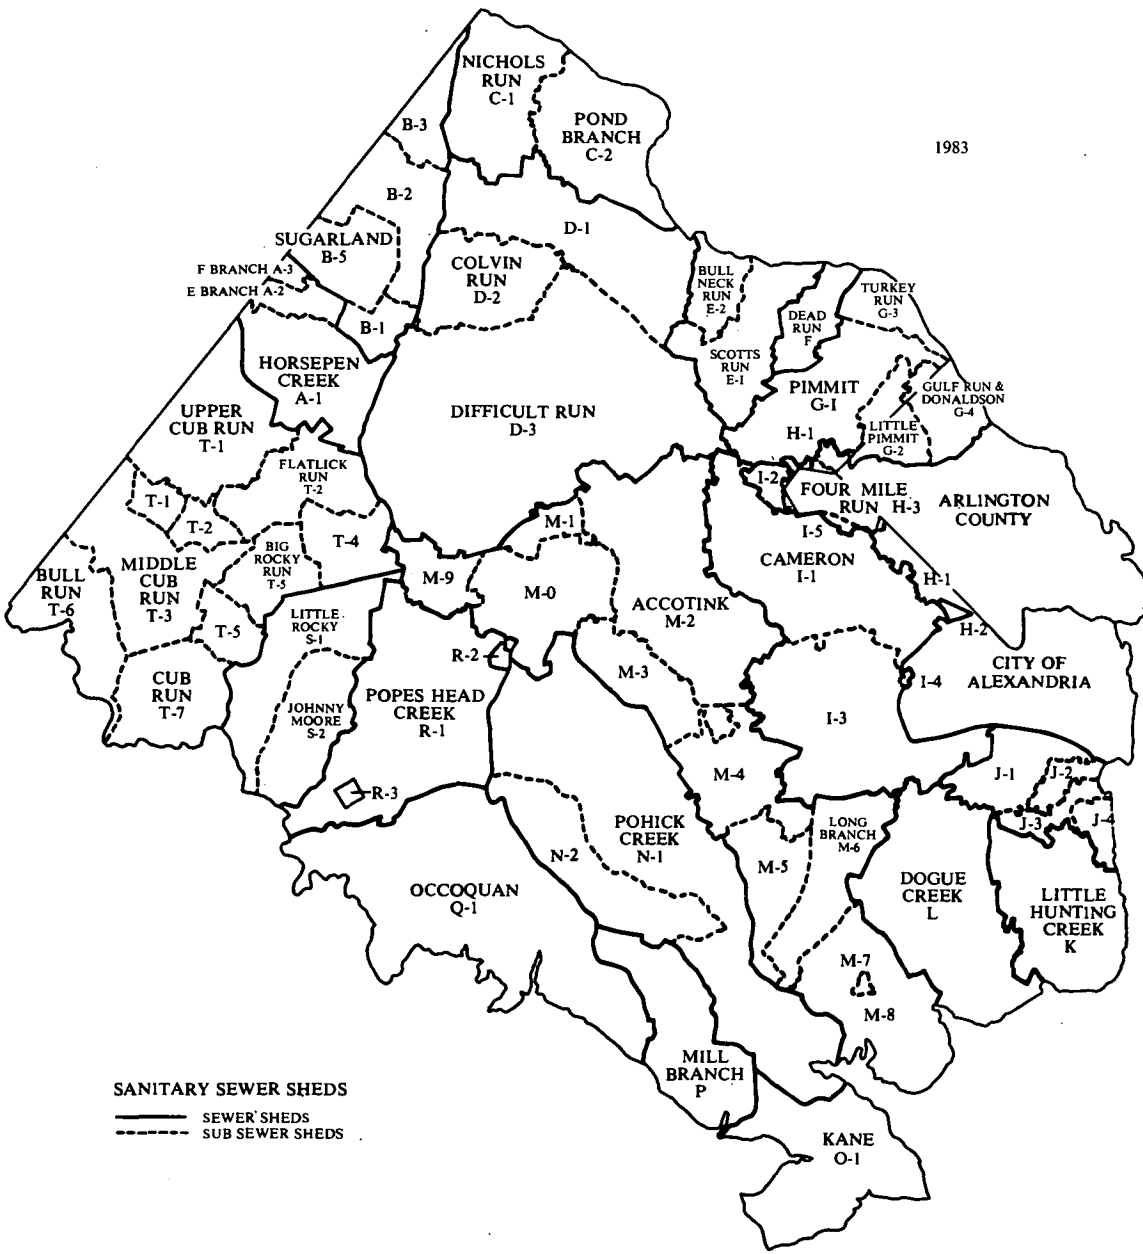 NICHOLS
RUN
C-1
B-3
POND
BRANCH
C-2
1983
B-2
D-1
SUGARLAND
B-5
COLVIN
RUN
D-2
F BRANCH A-3
E BRANCH A-2
B-1
BULL
NECK
RUN
E-2
TURKEY
RUN
G-3
DEAD
RUN
F
SCOTTS
RUN
E-1
HORSEPEN
CREEK
A-1
PIMMIT
G-1
GULF RUN &
DONALDSON
G-4
UPPER
CUB RUN
T-1
DIFFICULT RUN
D-3
H-1
LITTLE
PIMMIT
G-2
FLATLICK
RUN
T-2
I-2
FOUR MILE
RUN H-3
ARLINGTON
COUNTY
T-1
T-2
M-1
I-5
T-4
BIG
ROCKY
RUN
T-5
MIDDLE
CUB
RUN
T-3
BULL
RUN
T-6
M-9
M-0
CAMERON
I-1
H-1
ACCOTINK
M-2
LITTLE
ROCKY
S-1
T-5
H-2
R-2
M-3
CITY OF
ALEXANDRIA
I-4
CUB
RUN
T-7
JOHNNY
MOORE
S-2
POPES HEAD
CREEK
R-1
I-3
M-4
J-1
J-2
R-3
J-3
J-4
POHICK
CREEK
N-1
LONG
BRANCH
M-6
N-2
M-5
OCCOQUAN
Q-1
DOGUE
CREEK
L
LITTLE
HUNTING
CREEK
K
M-7
M-8
MILL
BRANCH
P
SANITARY SEWER SHEDS
SEWER SHEDS
SUB SEWER SHEDS
KANE
O-1